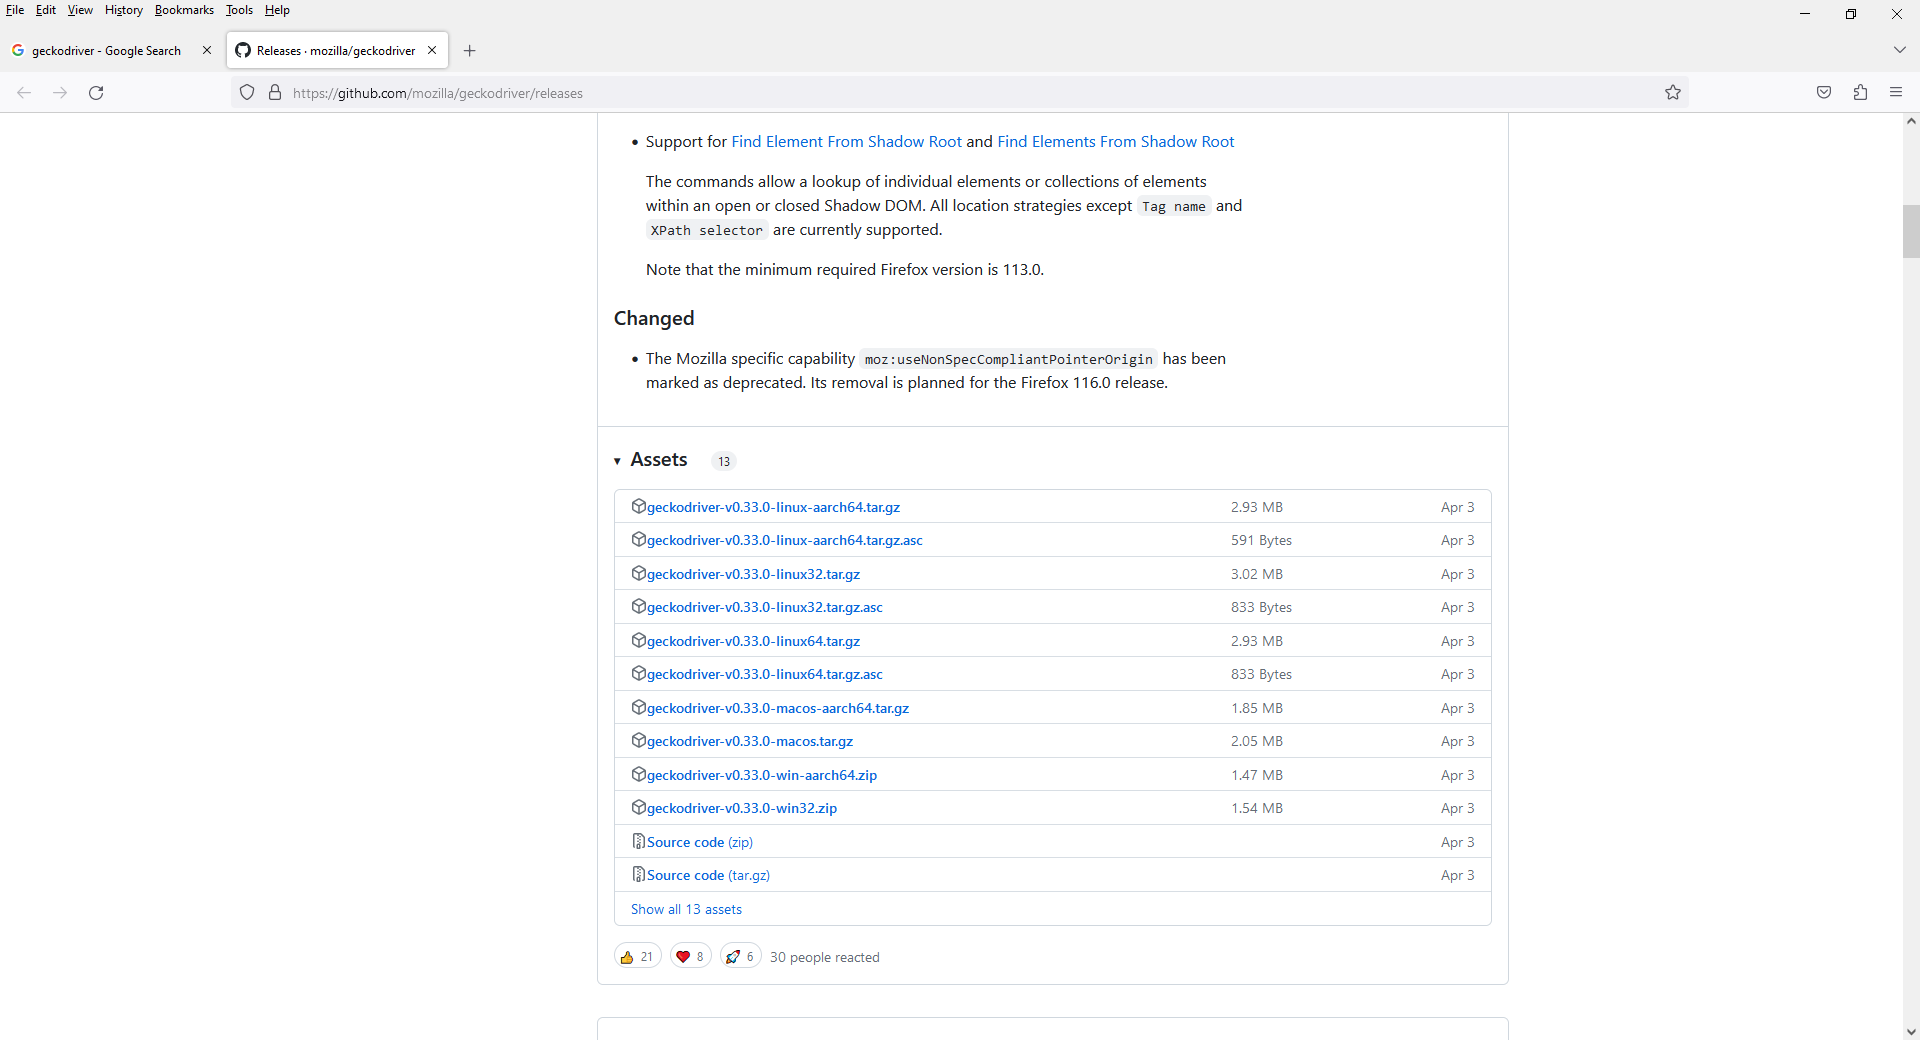 File Edit View History Bookmarks Tools Help
geckodriver - Google Search
Releases · mozilla/geckodriver
https://github.com/mozilla/geckodriver/releases
• Support for Find Element From Shadow Root and Find Elements From Shadow Root
The commands allow a lookup of individual elements or collections of elements
within an open or closed Shadow DOM. All location strategies except Tag name and
XPath selector are currently supported.
Note that the minimum required Firefox version is 113.0.
Changed
• The Mozilla specific capability moz:useNonSpecCompliantPointerOrigin has been
marked as deprecated. Its removal is planned for the Firefox 116.0 release.
Assets 13
geckodriver-v0.33.0-linux-aarch64.tar.gz 2.93 MB Apr 3
geckodriver-v0.33.0-linux-aarch64.tar.gz.asc 591 Bytes Apr 3
geckodriver-v0.33.0-linux32.tar.gz 3.02 MB Apr 3
geckodriver-v0.33.0-linux32.tar.gz.asc 833 Bytes Apr 3
geckodriver-v0.33.0-linux64.tar.gz 2.93 MB Apr 3
geckodriver-v0.33.0-linux64.tar.gz.asc 833 Bytes Apr 3
geckodriver-v0.33.0-macos-aarch64.tar.gz 1.85 MB Apr 3
geckodriver-v0.33.0-macos.tar.gz 2.05 MB Apr 3
geckodriver-v0.33.0-win-aarch64.zip 1.47 MB Apr 3
geckodriver-v0.33.0-win32.zip 1.54 MB Apr 3
Source code (zip) Apr 3
Source code (tar.gz) Apr 3
Show all 13 assets
21 8 6 30 people reacted